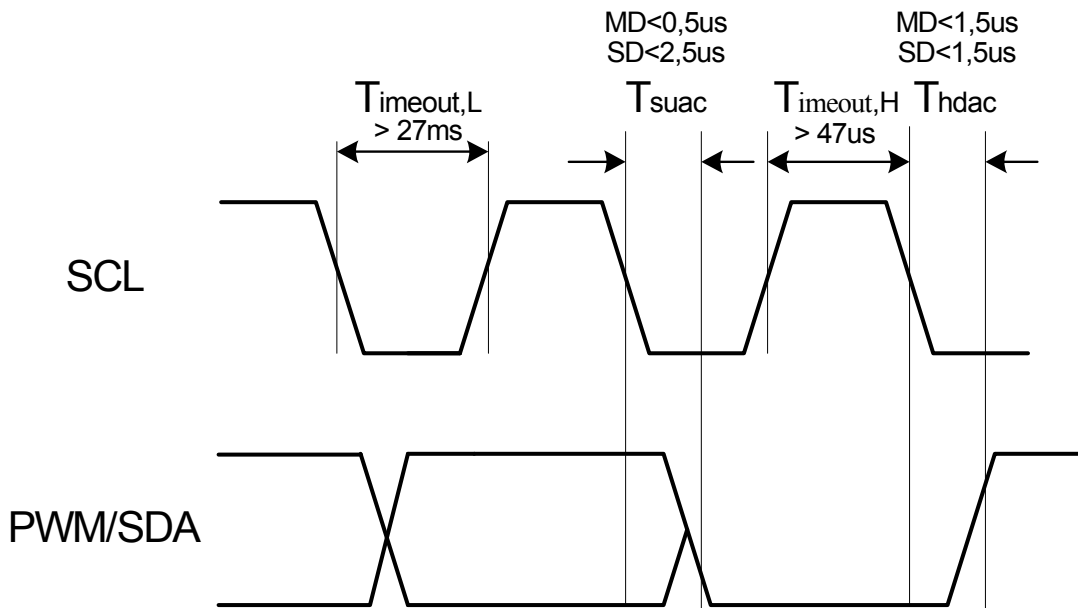 MD<0,5us
SD<2,5us
MD<1,5us
SD<1,5us
Timeout,L
> 27ms
Tsuac
Timeout,H
> 47us
Thdac
SCL
PWM/SDA